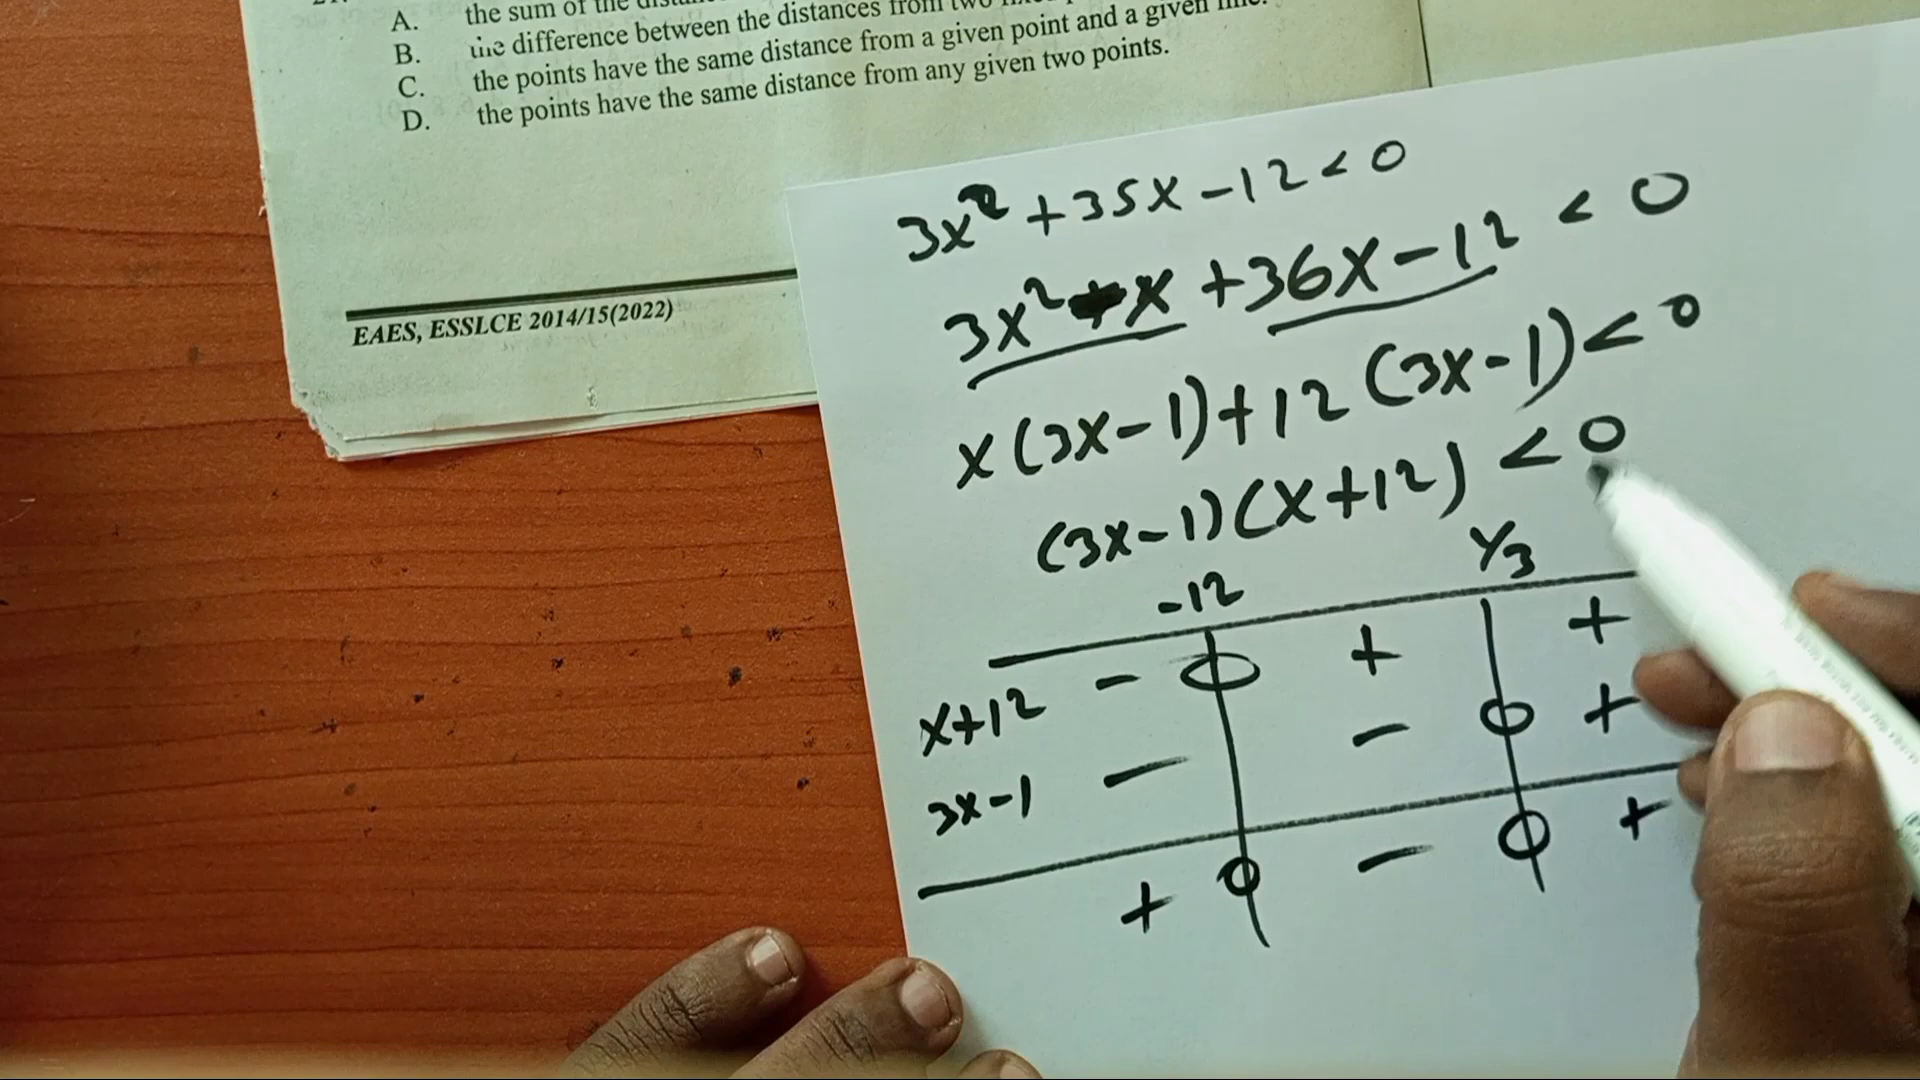 A. the sum of the
B. the difference between the distances from two
C. the points have the same distance from a given point and a given
D. the points have the same distance from any given two points.
EAES, ESSLCE 2014/15(2022)
3x² +35x -12 < 0
3x² - x +36x -12 < 0
x(3x-1)+12(3x-1)<0
(3x-1)(x+12) <0
-12 1/3
x+12 - 0 + +
3x-1 - - 0 +
+ 0 - 0 +